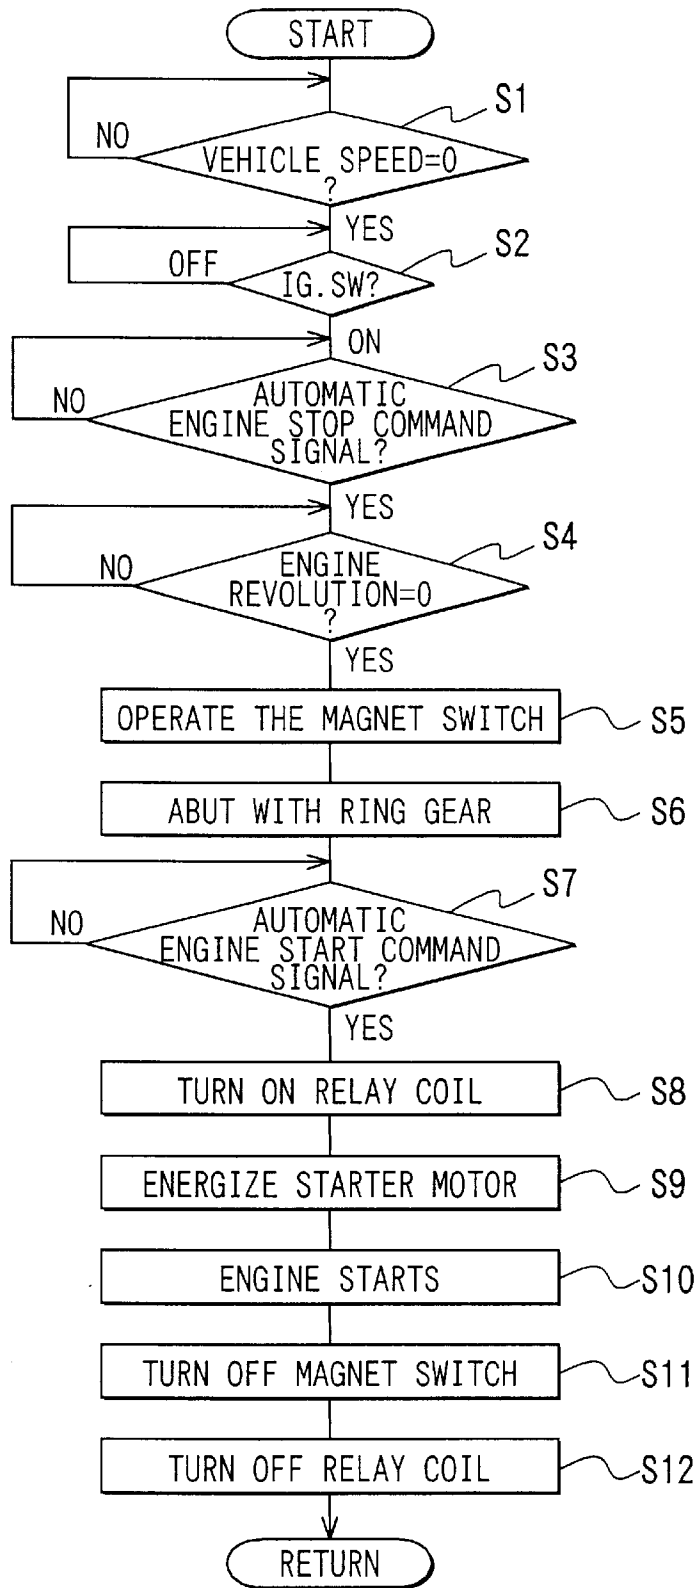 START
S1
NO
VEHICLE SPEED=0
?
YES
S2
OFF
IG.SW?
ON
S3
NO
AUTOMATIC
ENGINE STOP COMMAND
SIGNAL?
YES
S4
NO
ENGINE
REVOLUTION=0
?
YES
OPERATE THE MAGNET SWITCH
S5
ABUT WITH RING GEAR
S6
S7
NO
AUTOMATIC
ENGINE START COMMAND
SIGNAL?
YES
TURN ON RELAY COIL
S8
ENERGIZE STARTER MOTOR
S9
ENGINE STARTS
S10
TURN OFF MAGNET SWITCH
S11
TURN OFF RELAY COIL
S12
RETURN